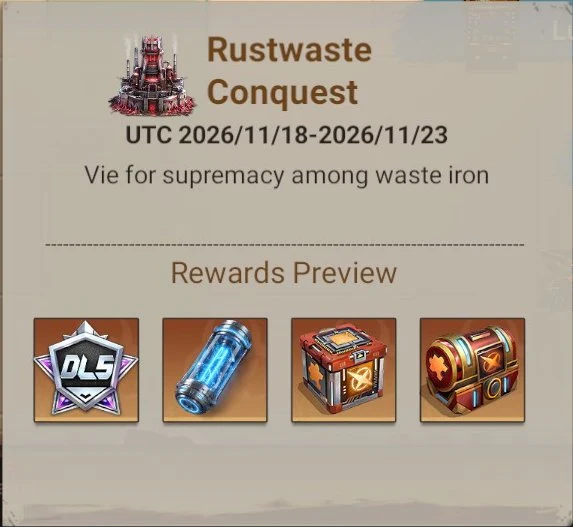 Rustwaste
Conquest
UTC 2026/11/18-2026/11/23
Vie for supremacy among waste iron
Rewards Preview
DLS